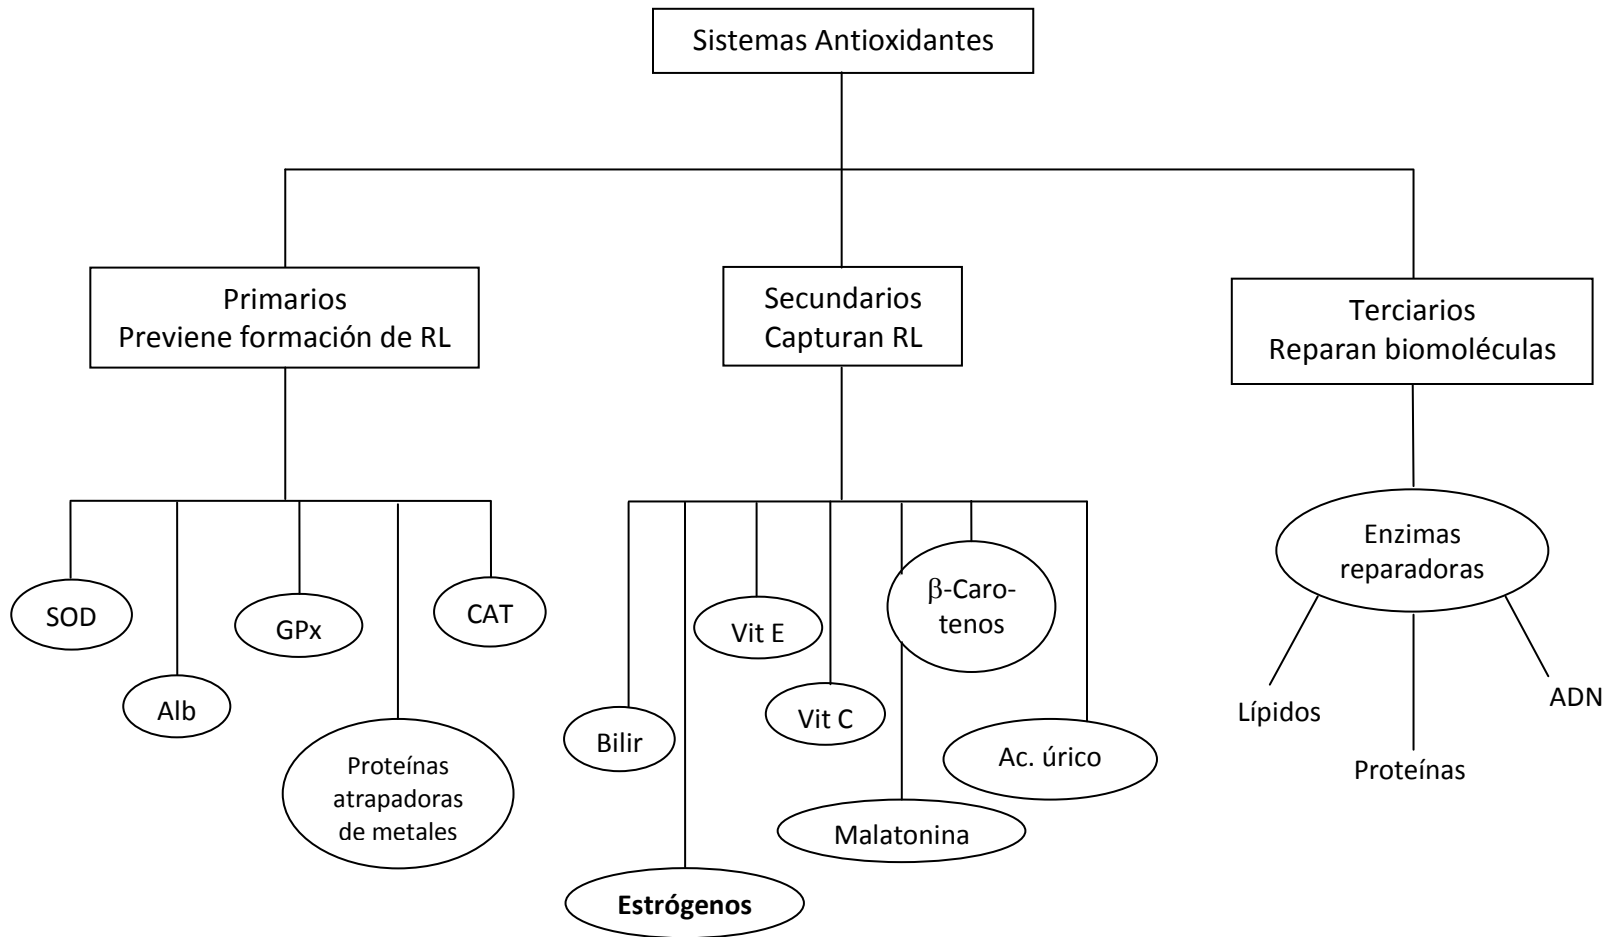 Sistemas Antioxidantes
Primarios
Previene formación de RL
Secundarios
Capturan RL
Terciarios
Reparan biomoléculas
SOD
Alb
GPx
Proteínas
atrapadoras
de metales
CAT
Bilir
Estrógenos
Vit E
Vit C
Malatonina
β-Caro-
tenos
Ac. úrico
Enzimas
reparadoras
Lípidos
Proteínas
ADN